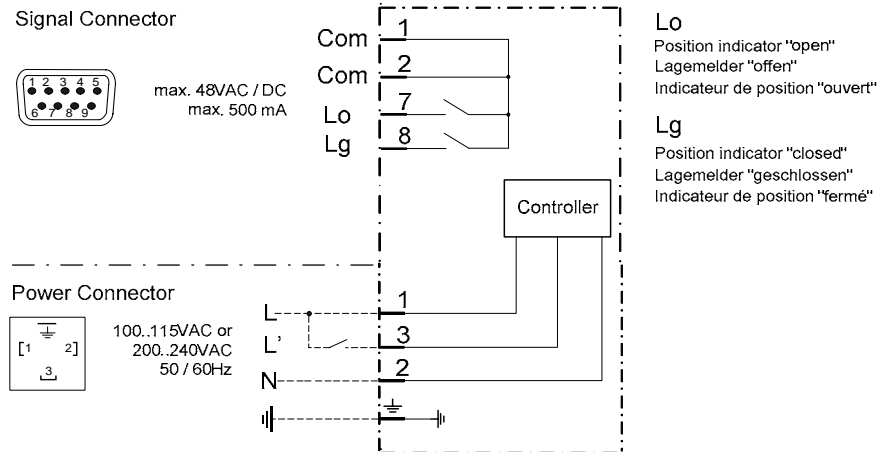 Signal Connector
1 2 3 4 5
6 7 8 9
max. 48VAC / DC
max. 500 mA
Com 1
Com 2
Lo 7
Lg 8
Lo
Position indicator "open"
Lagemelder "offen"
Indicateur de position "ouvert"
Lg
Position indicator "closed"
Lagemelder "geschlossen"
Indicateur de position "fermé"
Controller
Power Connector
1 2
3
100..115VAC or
200..240VAC
50 / 60Hz
L 1
L' 3
N 2